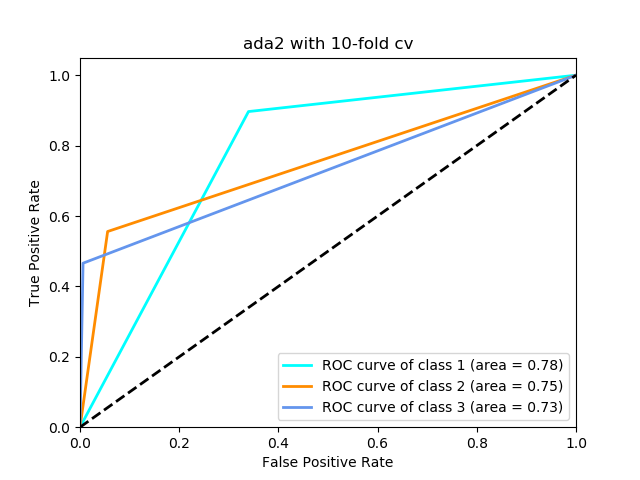 ada2 with 10-fold cv
True Positive Rate
1.0
0.8
0.6
0.4
0.2
0.0
ROC curve of class 1 (area = 0.78)
ROC curve of class 2 (area = 0.75)
ROC curve of class 3 (area = 0.73)
0.0 0.2 0.4 0.6 0.8 1.0
False Positive Rate